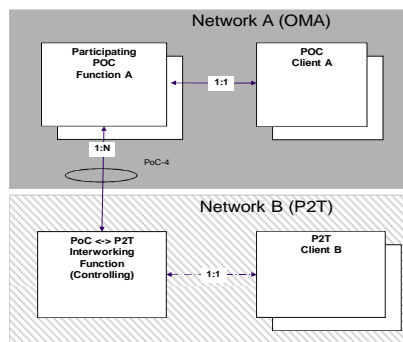 Network A (OMA)
Participating
POC
Function A
1:1
POC
Client A
1:N
PoC-4
Network B (P2T)
PoC <-> P2T
Interworking
Function
(Controlling)
1:1
P2T
Client B